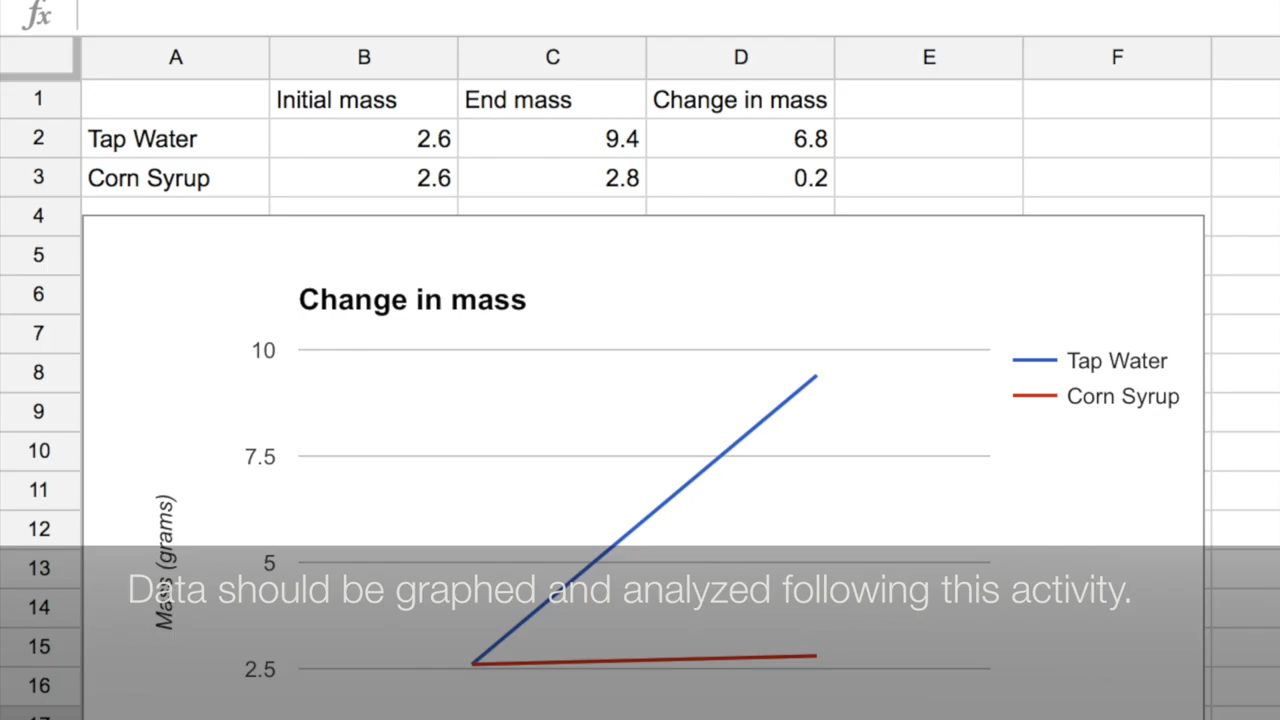 fx
A B C D E F
1 Initial mass End mass Change in mass
2 Tap Water 2.6 9.4 6.8
3 Corn Syrup 2.6 2.8 0.2
4
5
6 Change in mass
7
8 10 Tap Water
9 Corn Syrup
10 7.5
11
12
Mass (grams)
13 5
Data should be graphed and analyzed following this activity.
14
15
2.5
16
17